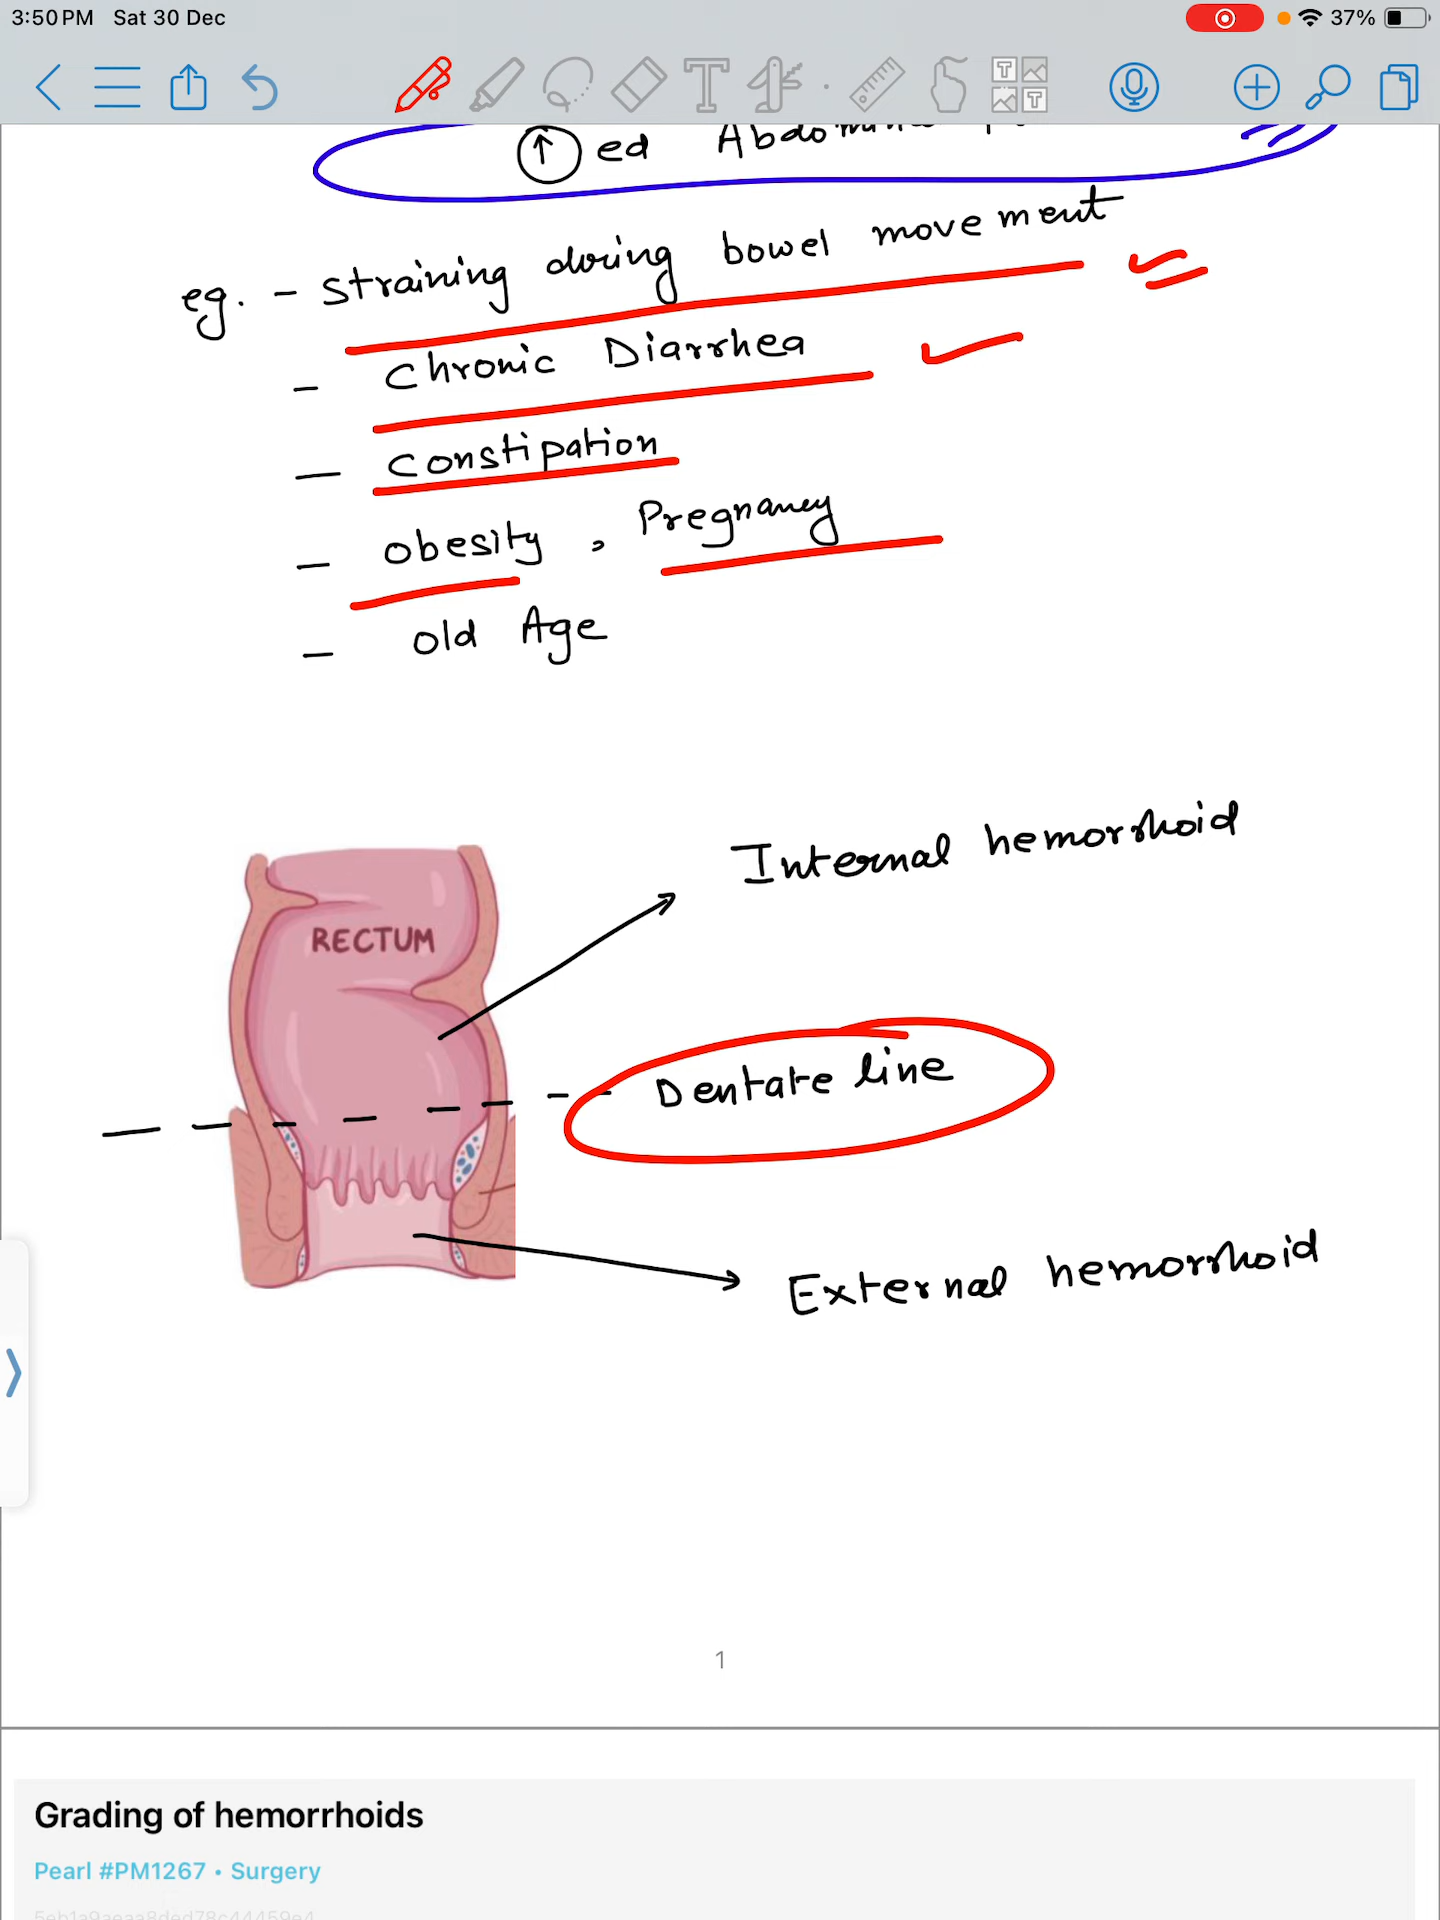 3:50 PM Sat 30 Dec 37%
↑ ed
eg. - straining during bowel movement
- Chronic Diarrhea
- Constipation
- Obesity, Pregnancy
- Old Age
Internal hemorrhoid
RECTUM
Dentate line
External hemorrhoid
1
Grading of hemorrhoids
Pearl #PM1267 • Surgery